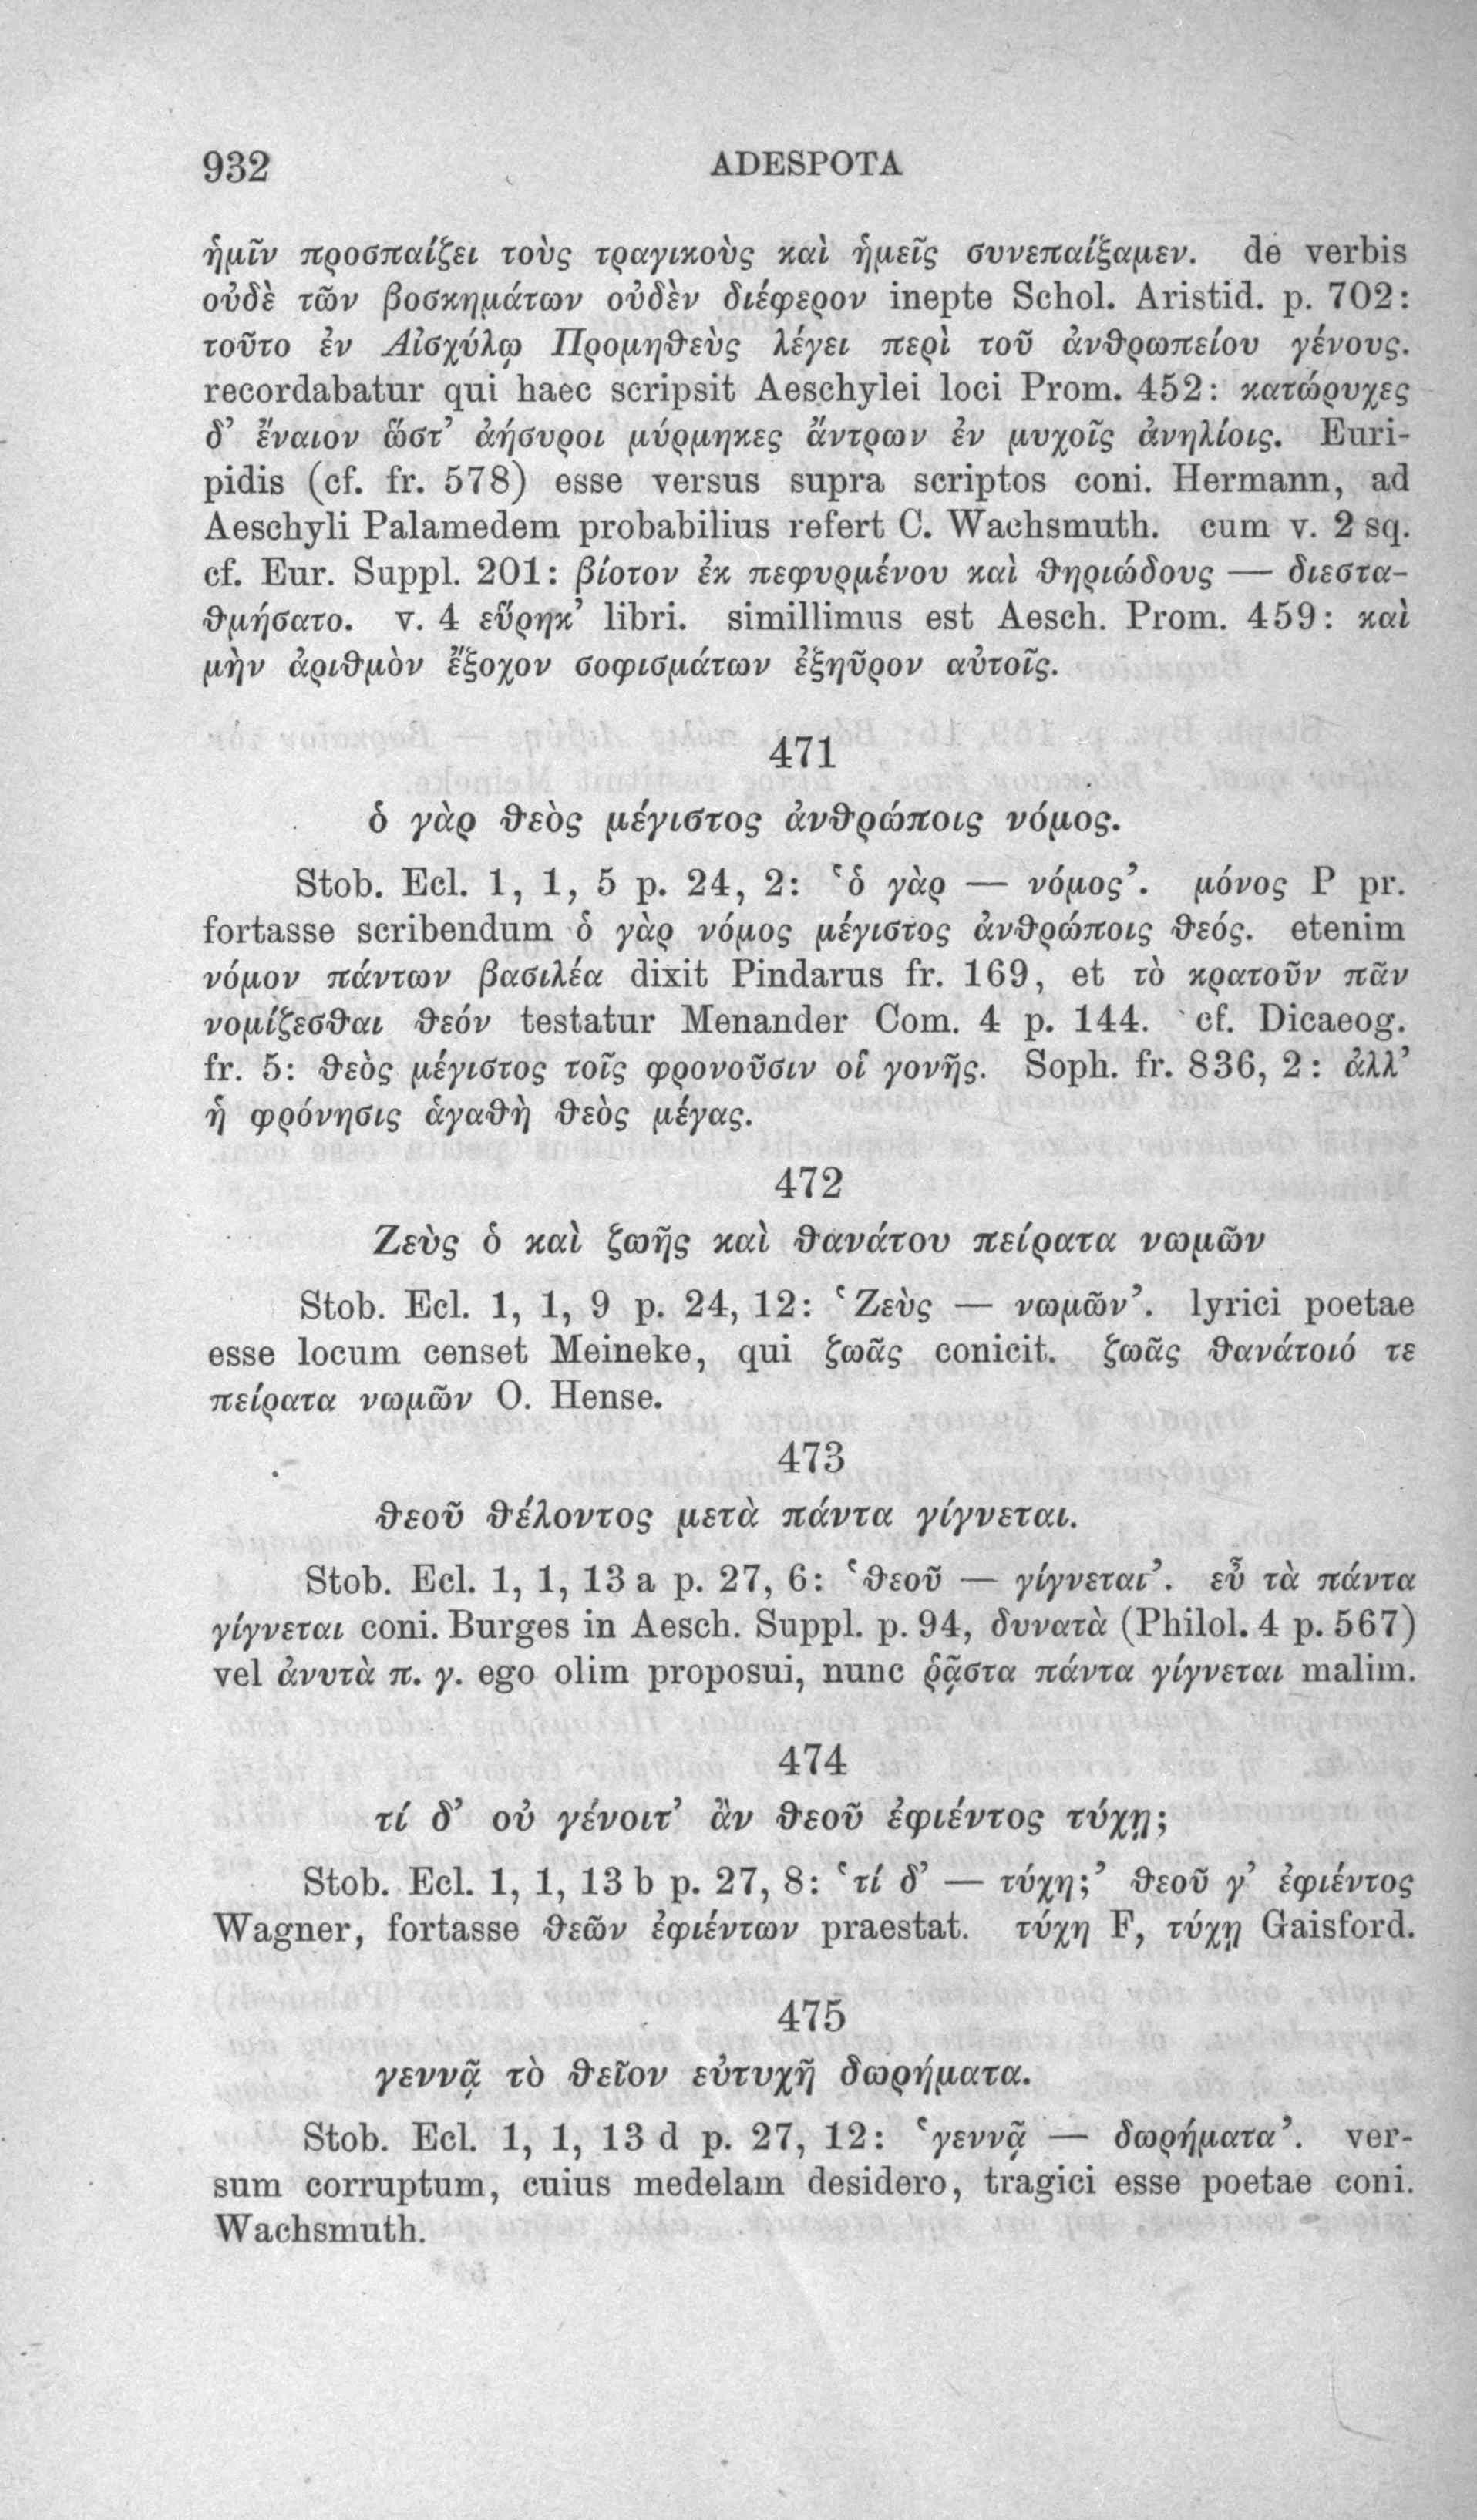 932 ADESPOTA
ἡμῖν προσπαίζει τοὺς τραγικοὺς καὶ ἡμεῖς συνεπαίξαμεν. de verbis
οὐδὲ τῶν βοσκημάτων οὐδὲν διέφερον inepte Schol. Aristid. p. 702:
τοῦτο ἐν Αἰσχύλῳ Προμηθεὺς λέγει περὶ τοῦ ἀνθρωπείου γένους.
recordabatur qui haec scripsit Aeschylei loci Prom. 452: κατώρυχες
δ’ ἔναιον ὥστ’ ἀήσυροι μύρμηκες ἄντρων ἐν μυχοῖς ἀνηλίοις. Euri-
pidis (cf. fr. 578) esse versus supra scriptos coni. Hermann, ad
Aeschyli Palamedem probabilius refert C. Wachsmuth. cum v. 2 sq.
cf. Eur. Suppl. 201: βίοτον ἐκ πεφυρμένου καὶ θηριώδους — διεστα-
θμήσατο. v. 4 εὕρηκ’ libri. simillimus est Aesch. Prom. 459: καὶ
μὴν ἀριθμὸν ἔξοχον σοφισμάτων ἐξηῦρον αὐτοῖς.
471
ὁ γὰρ θεὸς μέγιστος ἀνθρώποις νόμος.
Stob. Ecl. 1, 1, 5 p. 24, 2: ‘ὁ γὰρ — νόμος’. μόνος P pr.
fortasse scribendum ὁ γὰρ νόμος μέγιστος ἀνθρώποις θεός. etenim
νόμον πάντων βασιλέα dixit Pindarus fr. 169, et τὸ κρατοῦν πᾶν
νομίζεσθαι θεόν testatur Menander Com. 4 p. 144. cf. Dicaeog.
fr. 5: θεὸς μέγιστος τοῖς φρονοῦσιν οἱ γονῆς. Soph. fr. 836, 2: ἀλλ’
ἡ φρόνησις ἁγαθὴ θεὸς μέγας.
472
Ζεὺς ὁ καὶ ζωῆς καὶ θανάτου πείρατα νωμῶν
Stob. Ecl. 1, 1, 9 p. 24, 12: ‘Ζεὺς — νωμῶν’. lyrici poetae
esse locum censet Meineke, qui ζωᾶς conicit. ζωᾶς θανάτοιό τε
πείρατα νωμῶν O. Hense.
473
θεοῦ θέλοντος μετὰ πάντα γίγνεται.
Stob. Ecl. 1, 1, 13 a p. 27, 6: ‘θεοῦ — γίγνεται’. εὖ τὰ πάντα
γίγνεται coni. Burges in Aesch. Suppl. p. 94, δυνατὰ (Philol. 4 p. 567)
vel ἀνυτὰ π. γ. ego olim proposui, nunc ῥᾷστα πάντα γίγνεται malim.
474
τί δ’ οὐ γένοιτ’ ἂν θεοῦ ἐφιέντος τύχῃ;
Stob. Ecl. 1, 1, 13 b p. 27, 8: ‘τί δ’ — τύχη;’ θεοῦ γ’ ἐφιέντος
Wagner, fortasse θεῶν ἐφιέντων praestat. τύχη F, τύχῃ Gaisford.
475
γεννᾷ τὸ θεῖον εὐτυχῆ δωρήματα.
Stob. Ecl. 1, 1, 13 d p. 27, 12: ‘γεννᾷ — δωρήματα’. ver-
sum corruptum, cuius medelam desidero, tragici esse poetae coni.
Wachsmuth.